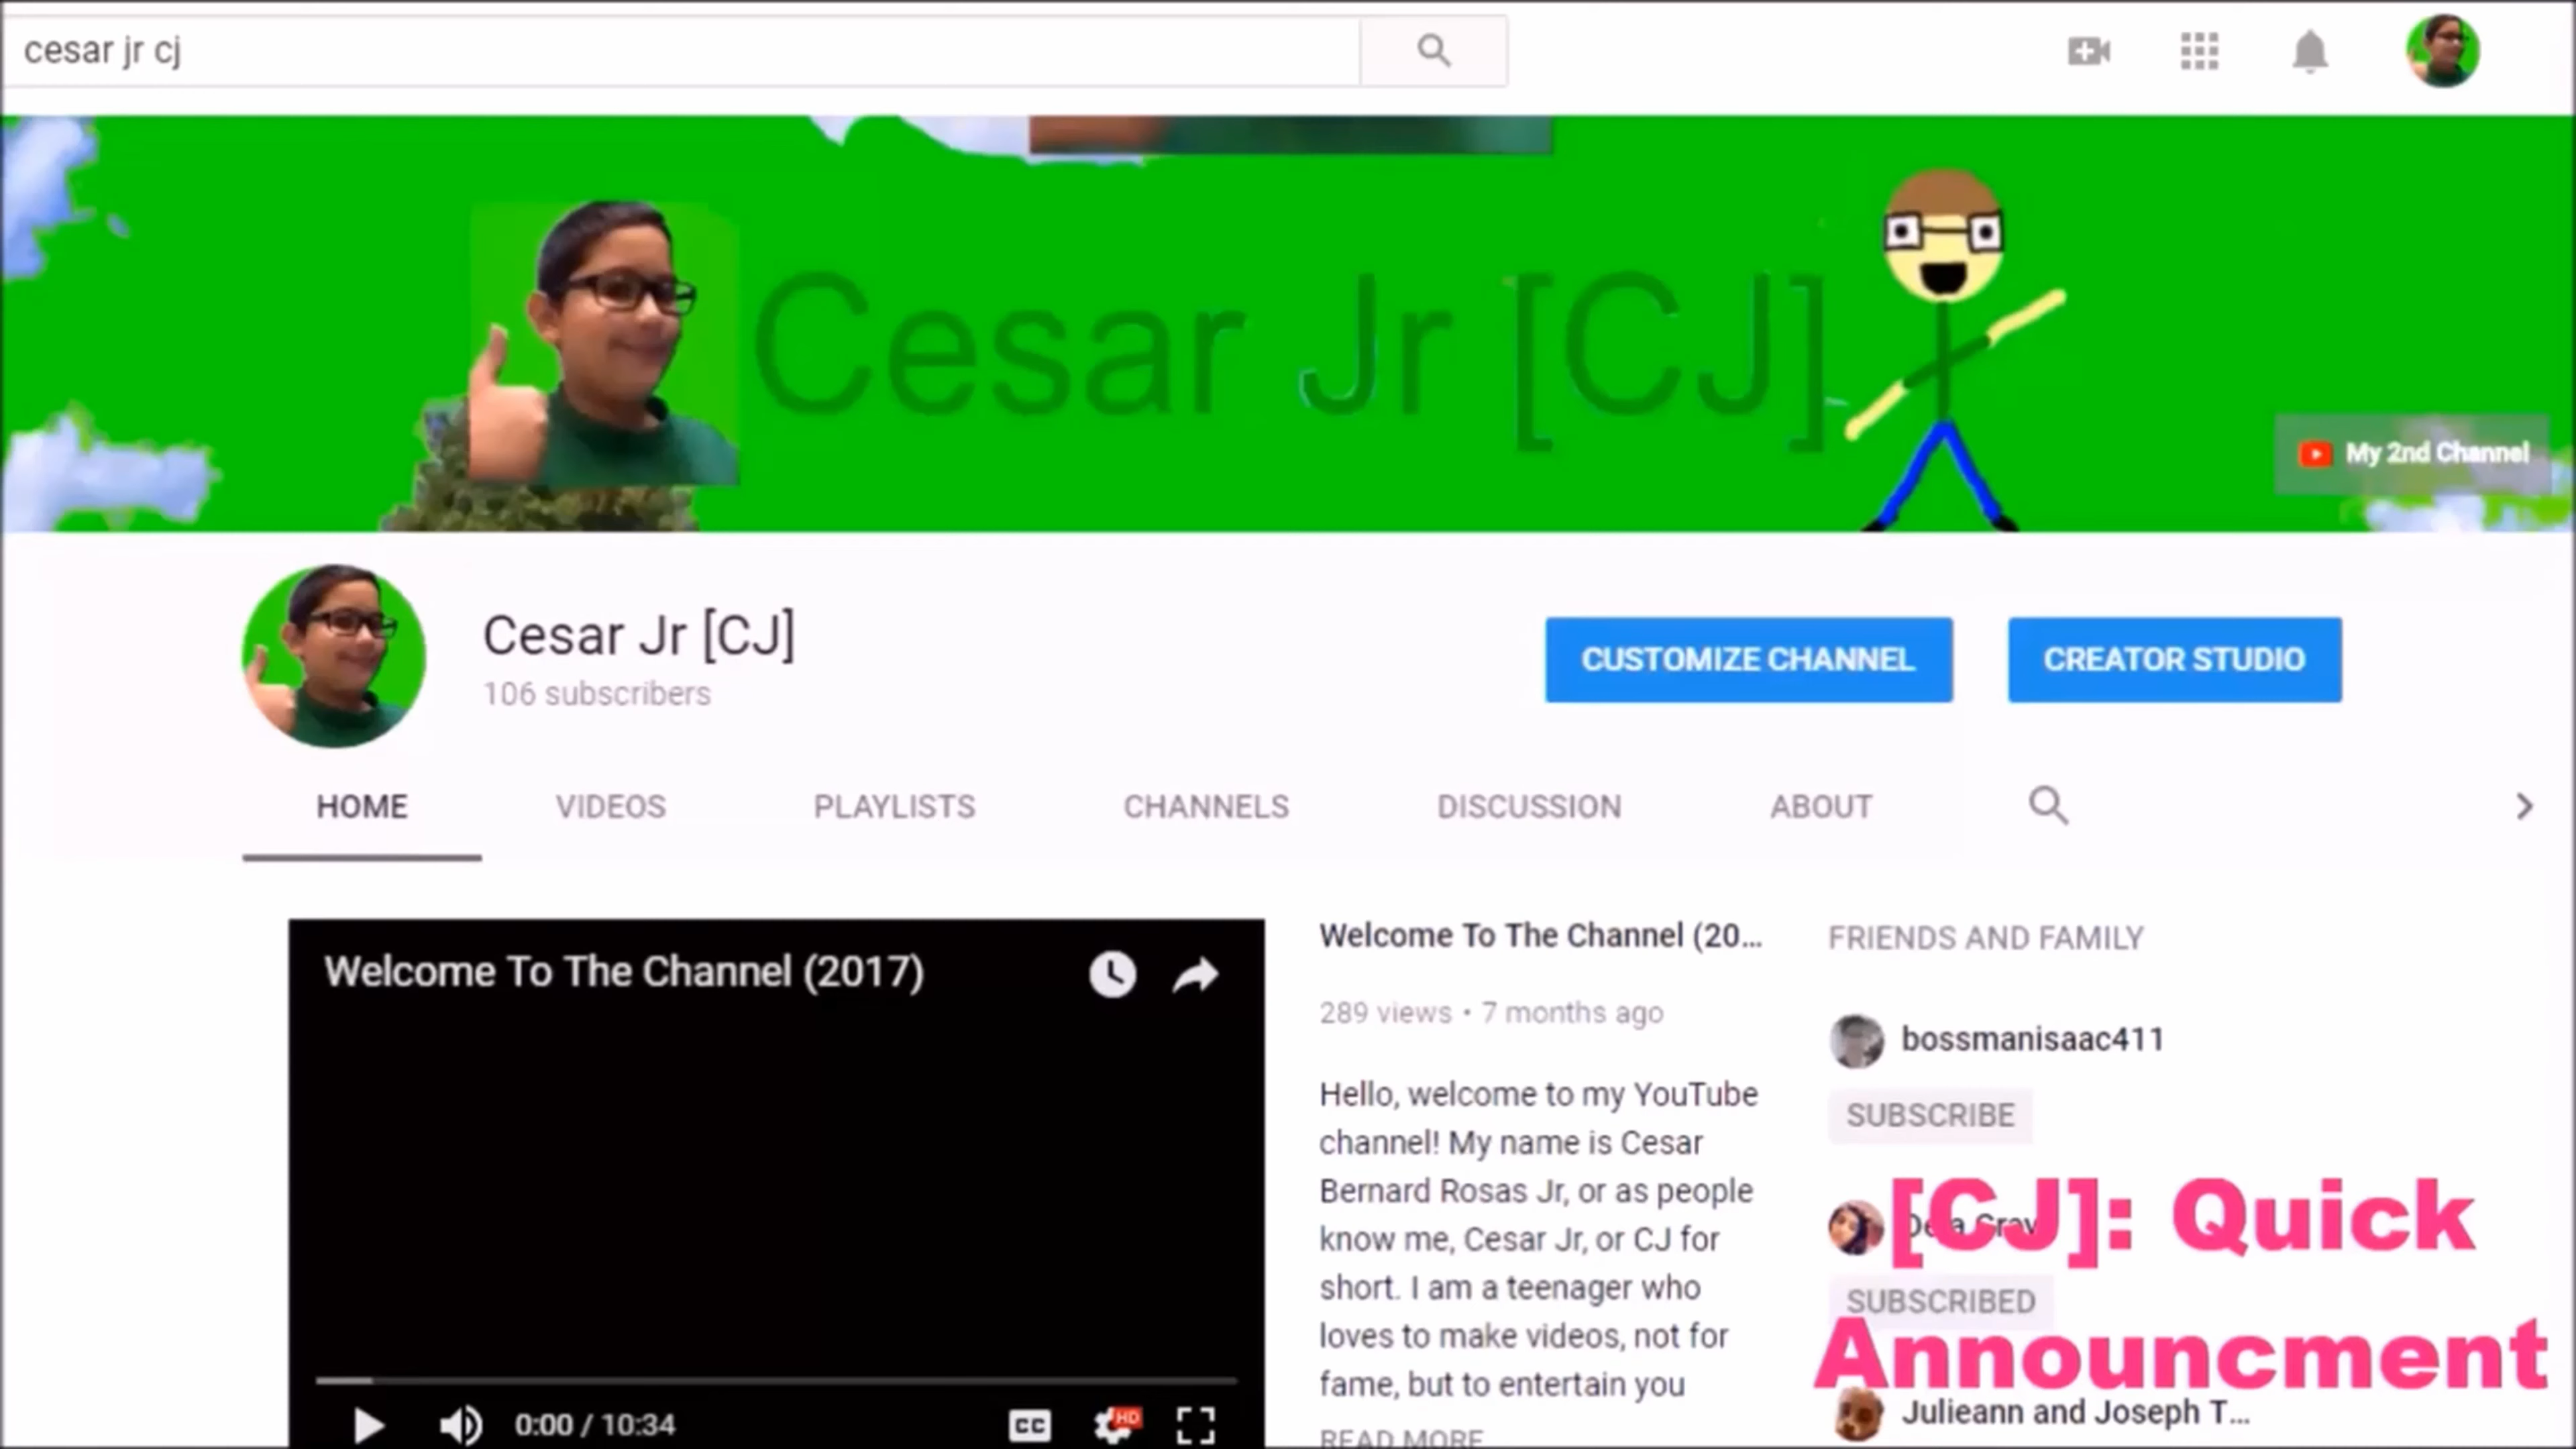 cesar jr cj
Cesar Jr [CJ]
My 2nd Channel
Cesar Jr [CJ]
106 subscribers
CUSTOMIZE CHANNEL
CREATOR STUDIO
HOME
VIDEOS
PLAYLISTS
CHANNELS
DISCUSSION
ABOUT
Welcome To The Channel (2017)
0:00 / 10:34
CC
HD
Welcome To The Channel (20...
289 views • 7 months ago
Hello, welcome to my YouTube
channel! My name is Cesar
Bernard Rosas Jr, or as people
know me, Cesar Jr, or CJ for
short. I am a teenager who
loves to make videos, not for
fame, but to entertain you
READ MORE
FRIENDS AND FAMILY
bossmanisaac411
SUBSCRIBE
SUBSCRIBED
Julieann and Joseph T...
[CJ]: Quick
Announcment